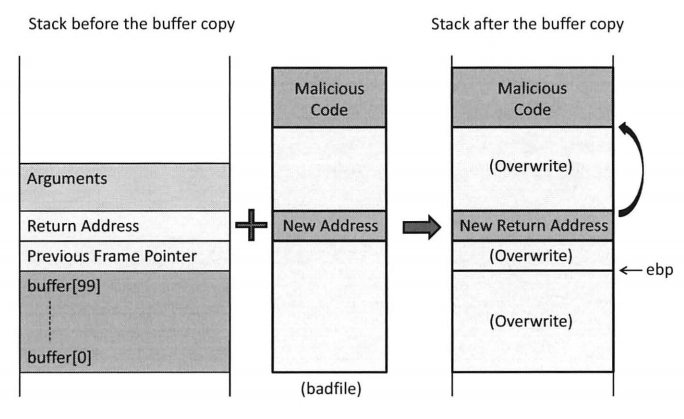 Stack before the buffer copy
Stack after the buffer copy
Malicious
Code
Malicious
Code
Arguments
(Overwrite)
Return Address
New Address
New Return Address
Previous Frame Pointer
(Overwrite)
ebp
buffer[99]
(Overwrite)
buffer[0]
(badfile)